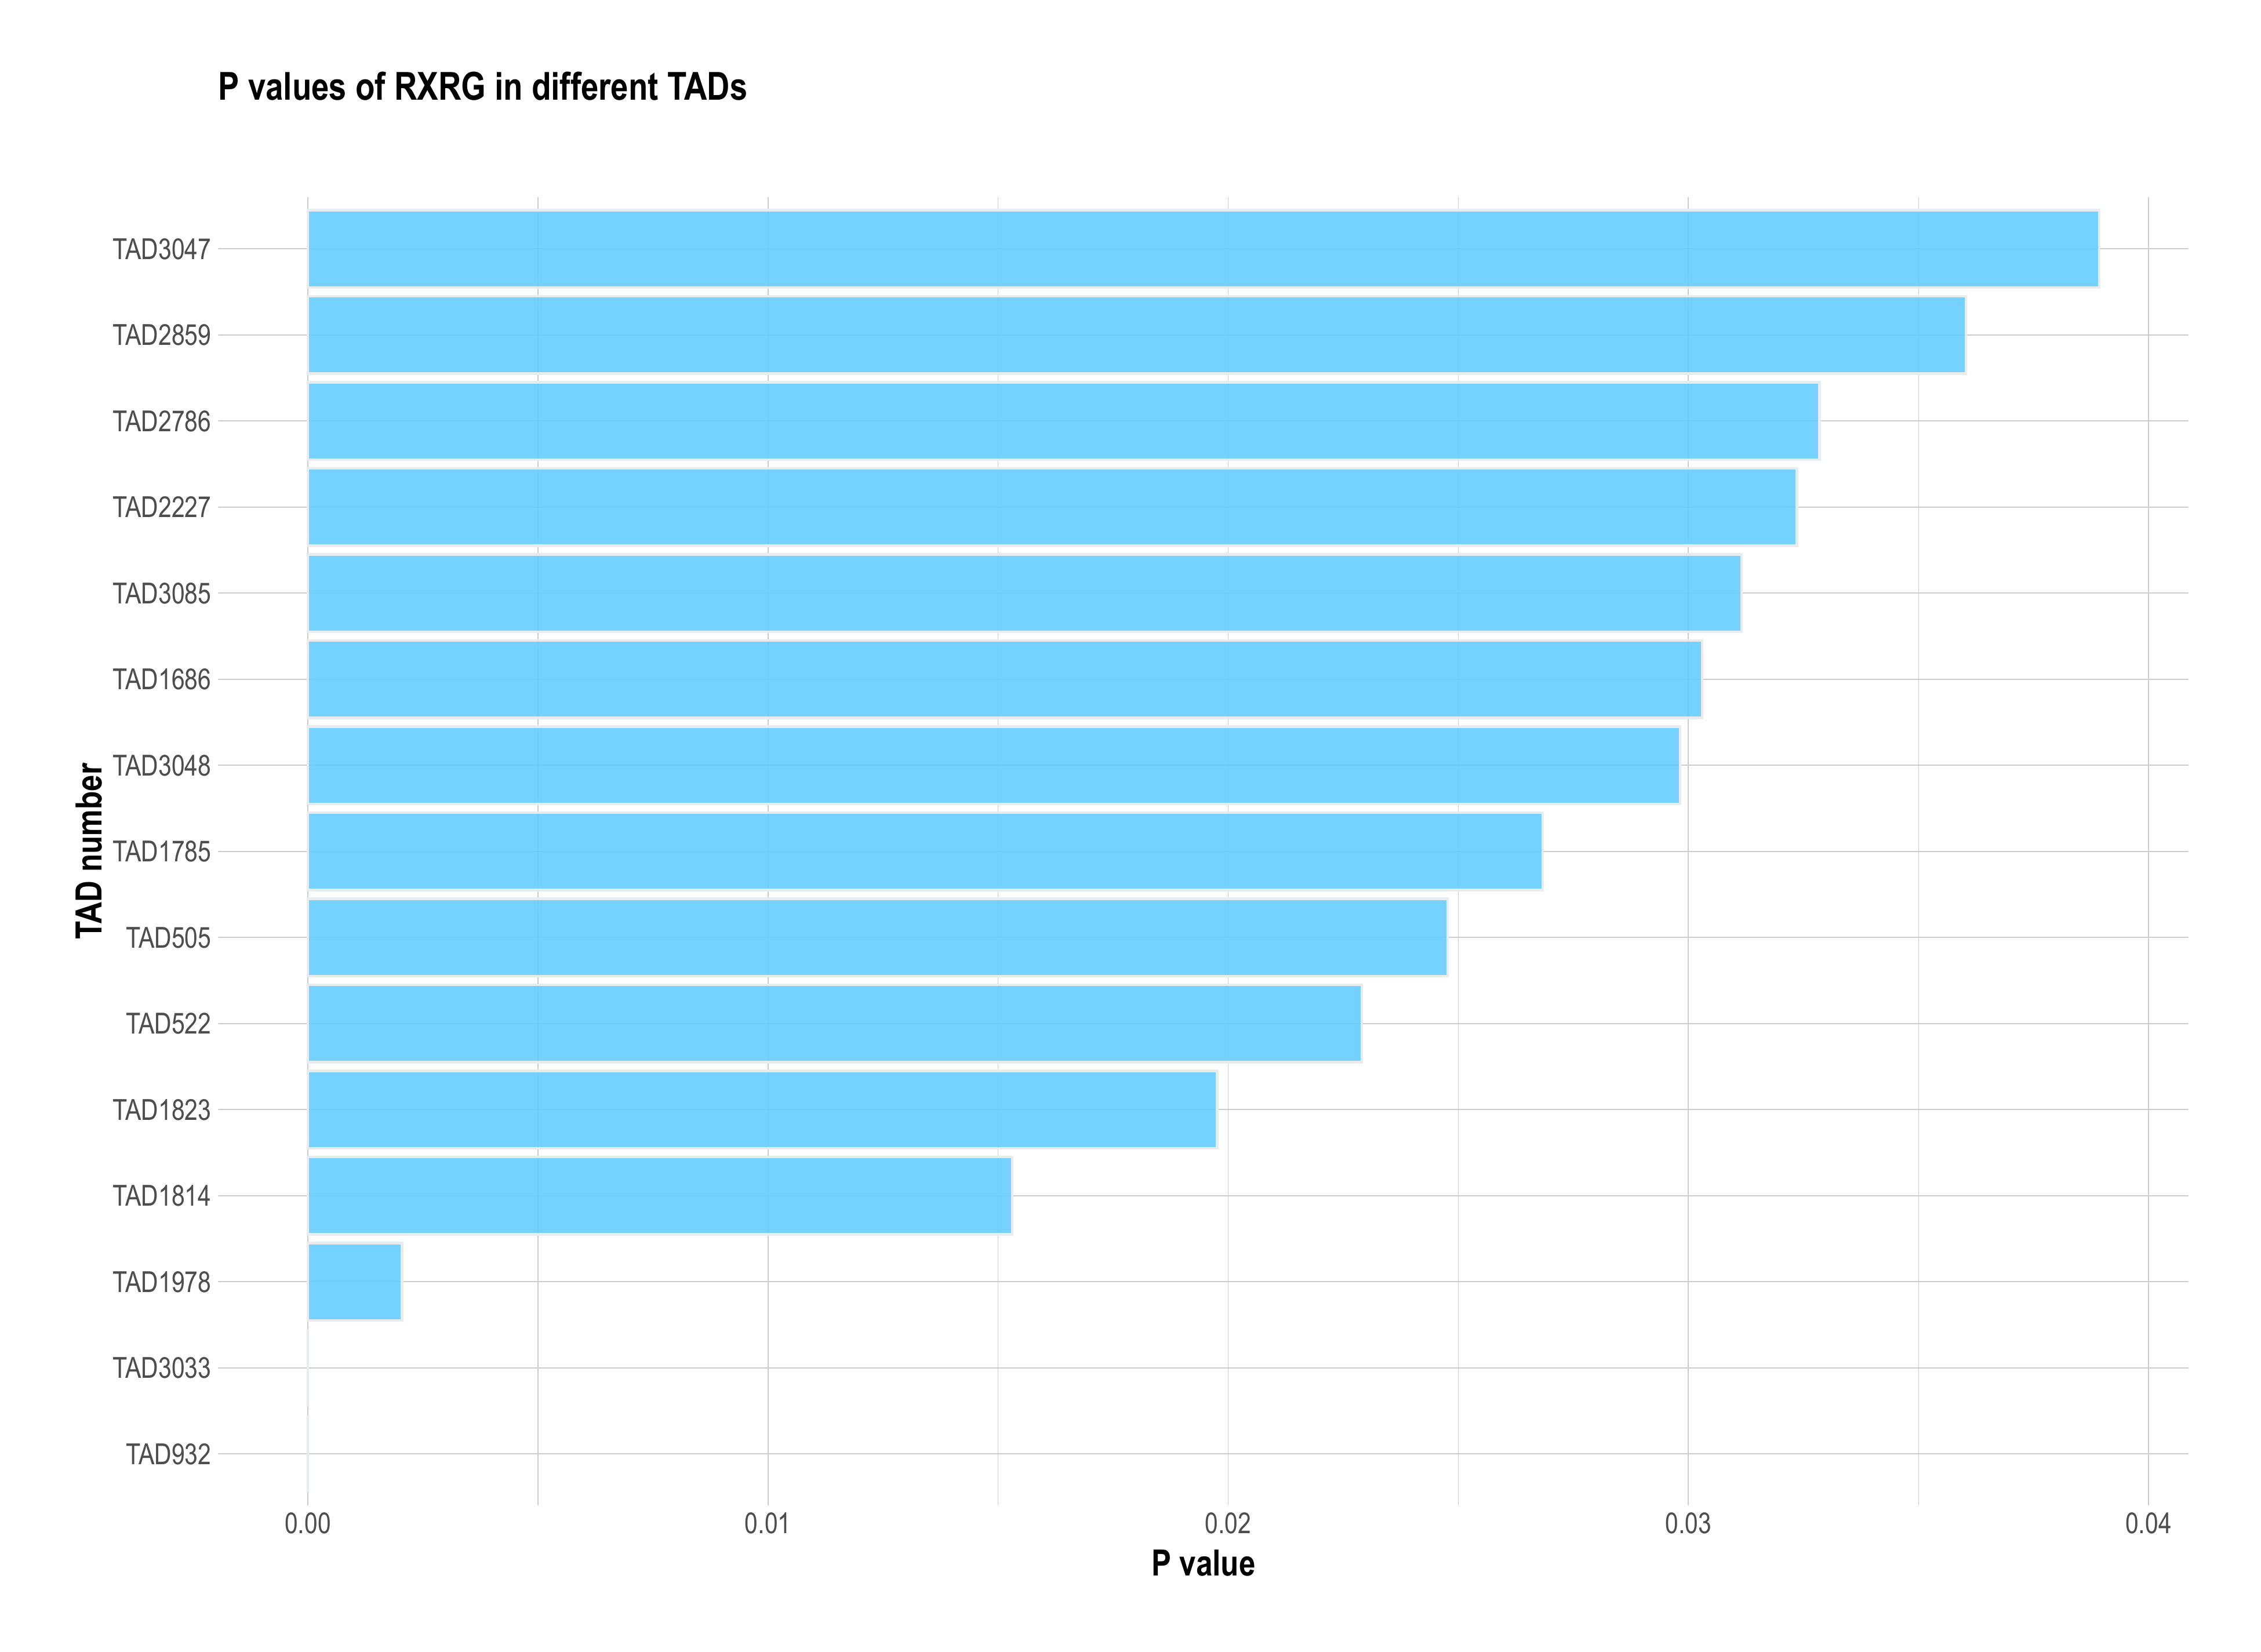 P values of RXRG in different TADs
TAD3047
TAD2859
TAD2786
TAD2227
TAD3085
TAD1686
TAD3048
TAD1785
TAD505
TAD522
TAD1823
TAD1814
TAD1978
TAD3033
TAD932
TAD number
0.00 0.01 0.02 0.03 0.04
P value